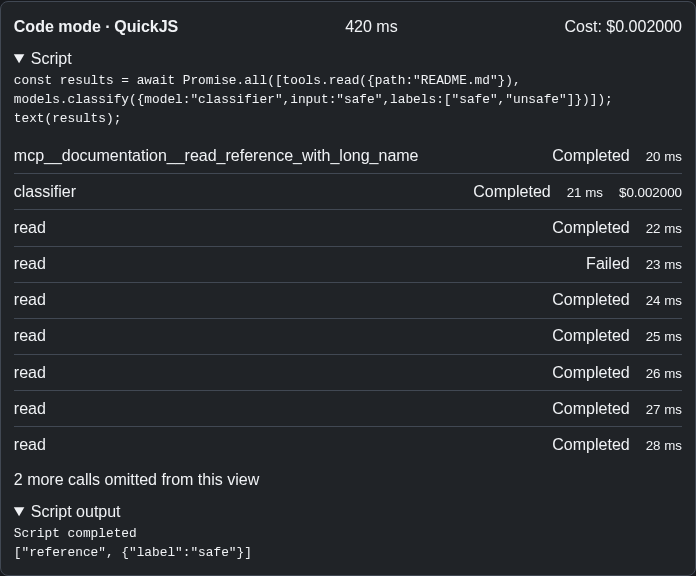 Code mode · QuickJS 420 ms Cost: $0.002000
▼ Script
const results = await Promise.all([tools.read({path:"README.md"}),
models.classify({model:"classifier",input:"safe",labels:["safe","unsafe"]})]);
text(results);
mcp__documentation__read_reference_with_long_name Completed 20 ms
classifier Completed 21 ms $0.002000
read Completed 22 ms
read Failed 23 ms
read Completed 24 ms
read Completed 25 ms
read Completed 26 ms
read Completed 27 ms
read Completed 28 ms
2 more calls omitted from this view
▼ Script output
Script completed
["reference", {"label":"safe"}]